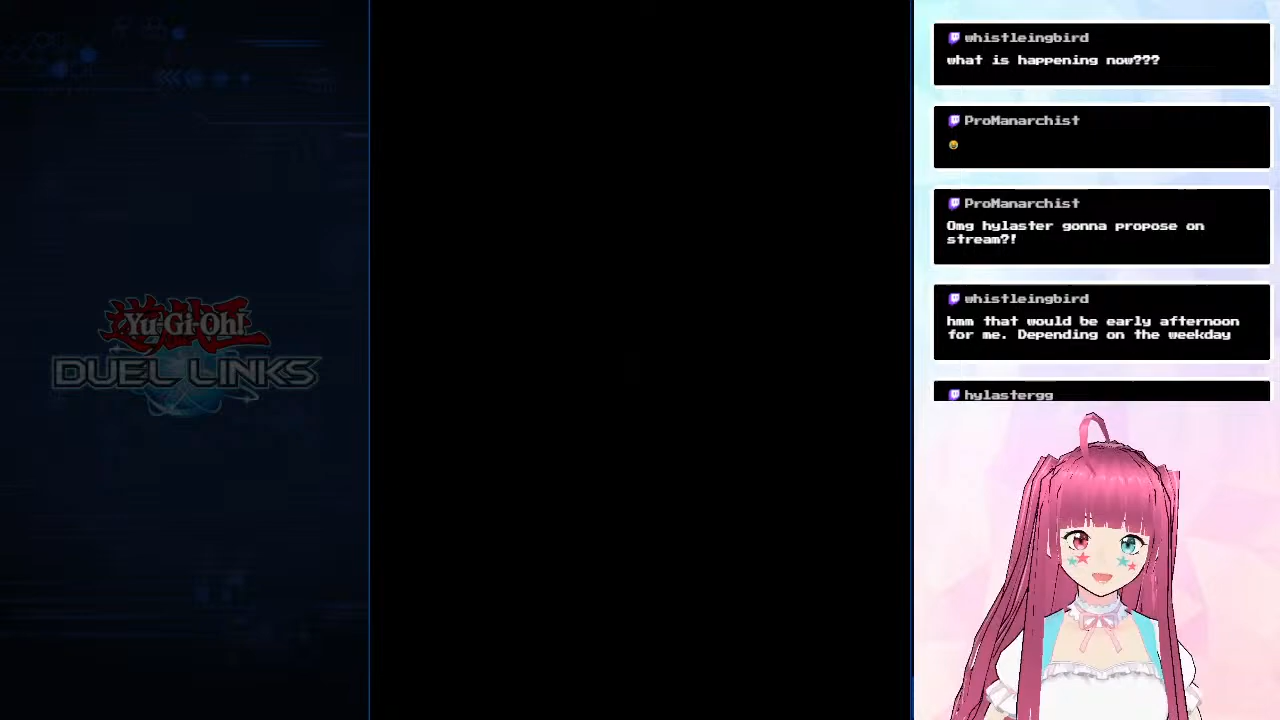 遊戯王
Yu-Gi-Oh!
DUEL LINKS
whistleingbird
what is happening now???
ProManarchist
ProManarchist
Omg hylaster gonna propose on
stream?!
whistleingbird
hmm that would be early afternoon
for me. Depending on the weekday
hylastergg